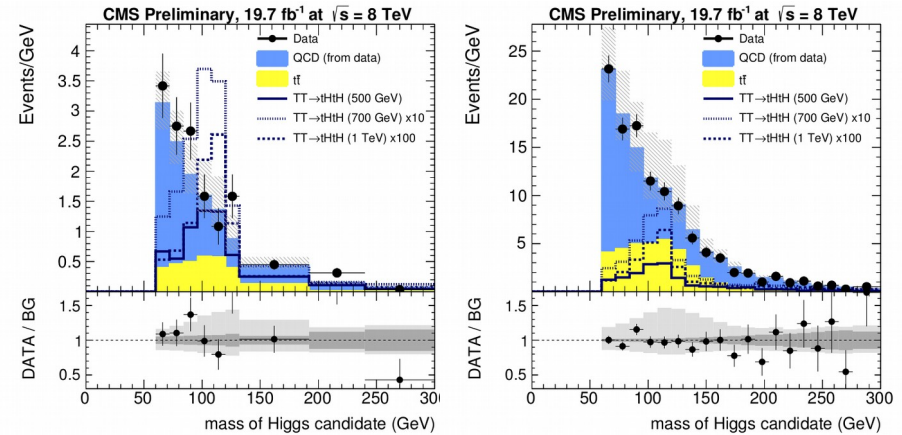 CMS Preliminary, 19.7 fb⁻¹ at √s = 8 TeV
Events/GeV
3.5
3
2.5
2
1.5
1
0.5
Data
QCD (from data)
tt̄
TT→tHtH (500 GeV)
TT→tHtH (700 GeV) x10
TT→tHtH (1 TeV) x100
DATA / BG
1.5
1
0.5
0 50 100 150 200 250 300
mass of Higgs candidate (GeV)
CMS Preliminary, 19.7 fb⁻¹ at √s = 8 TeV
Events/GeV
25
20
15
10
5
Data
QCD (from data)
tt̄
TT→tHtH (500 GeV)
TT→tHtH (700 GeV) x10
TT→tHtH (1 TeV) x100
DATA / BG
1.5
1
0.5
0 50 100 150 200 250 300
mass of Higgs candidate (GeV)